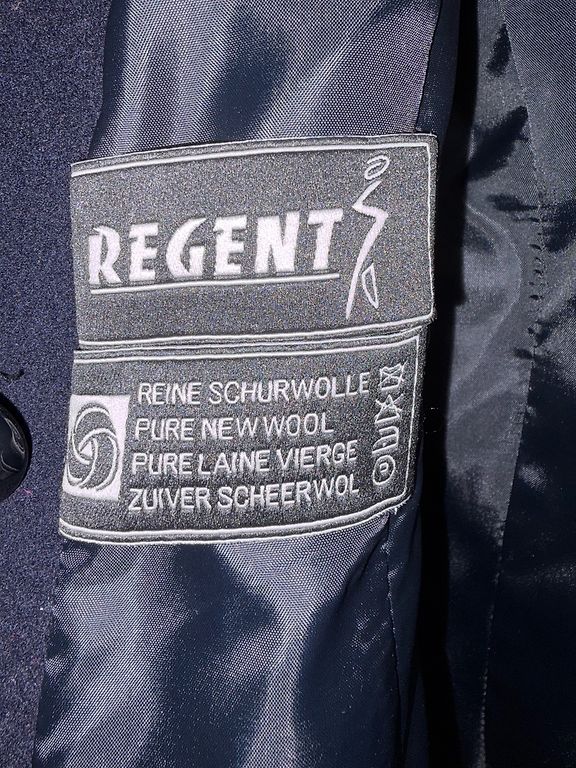 REGENT
REINE SCHURWOLLE
PURE NEW WOOL
PURE LAINE VIERGE
ZUIVER SCHEERWOL
P